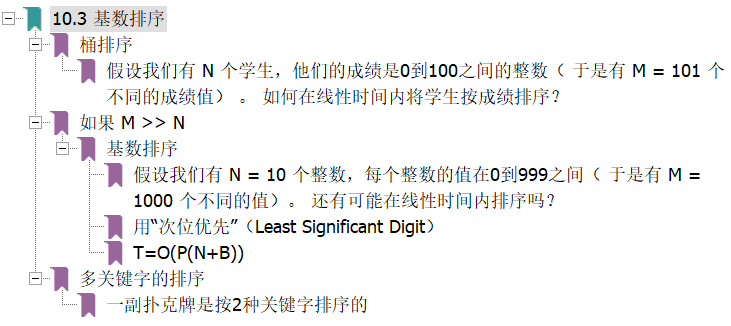 10.3 基数排序
桶排序
假设我们有 N 个学生，他们的成绩是0到100之间的整数（ 于是有 M = 101 个
不同的成绩值） 。 如何在线性时间内将学生按成绩排序？
如果 M >> N
基数排序
假设我们有 N = 10 个整数，每个整数的值在0到999之间（ 于是有 M =
1000 个不同的值）。 还有可能在线性时间内排序吗？
用“次位优先”（Least Significant Digit）
T=O(P(N+B))
多关键字的排序
一副扑克牌是按2种关键字排序的